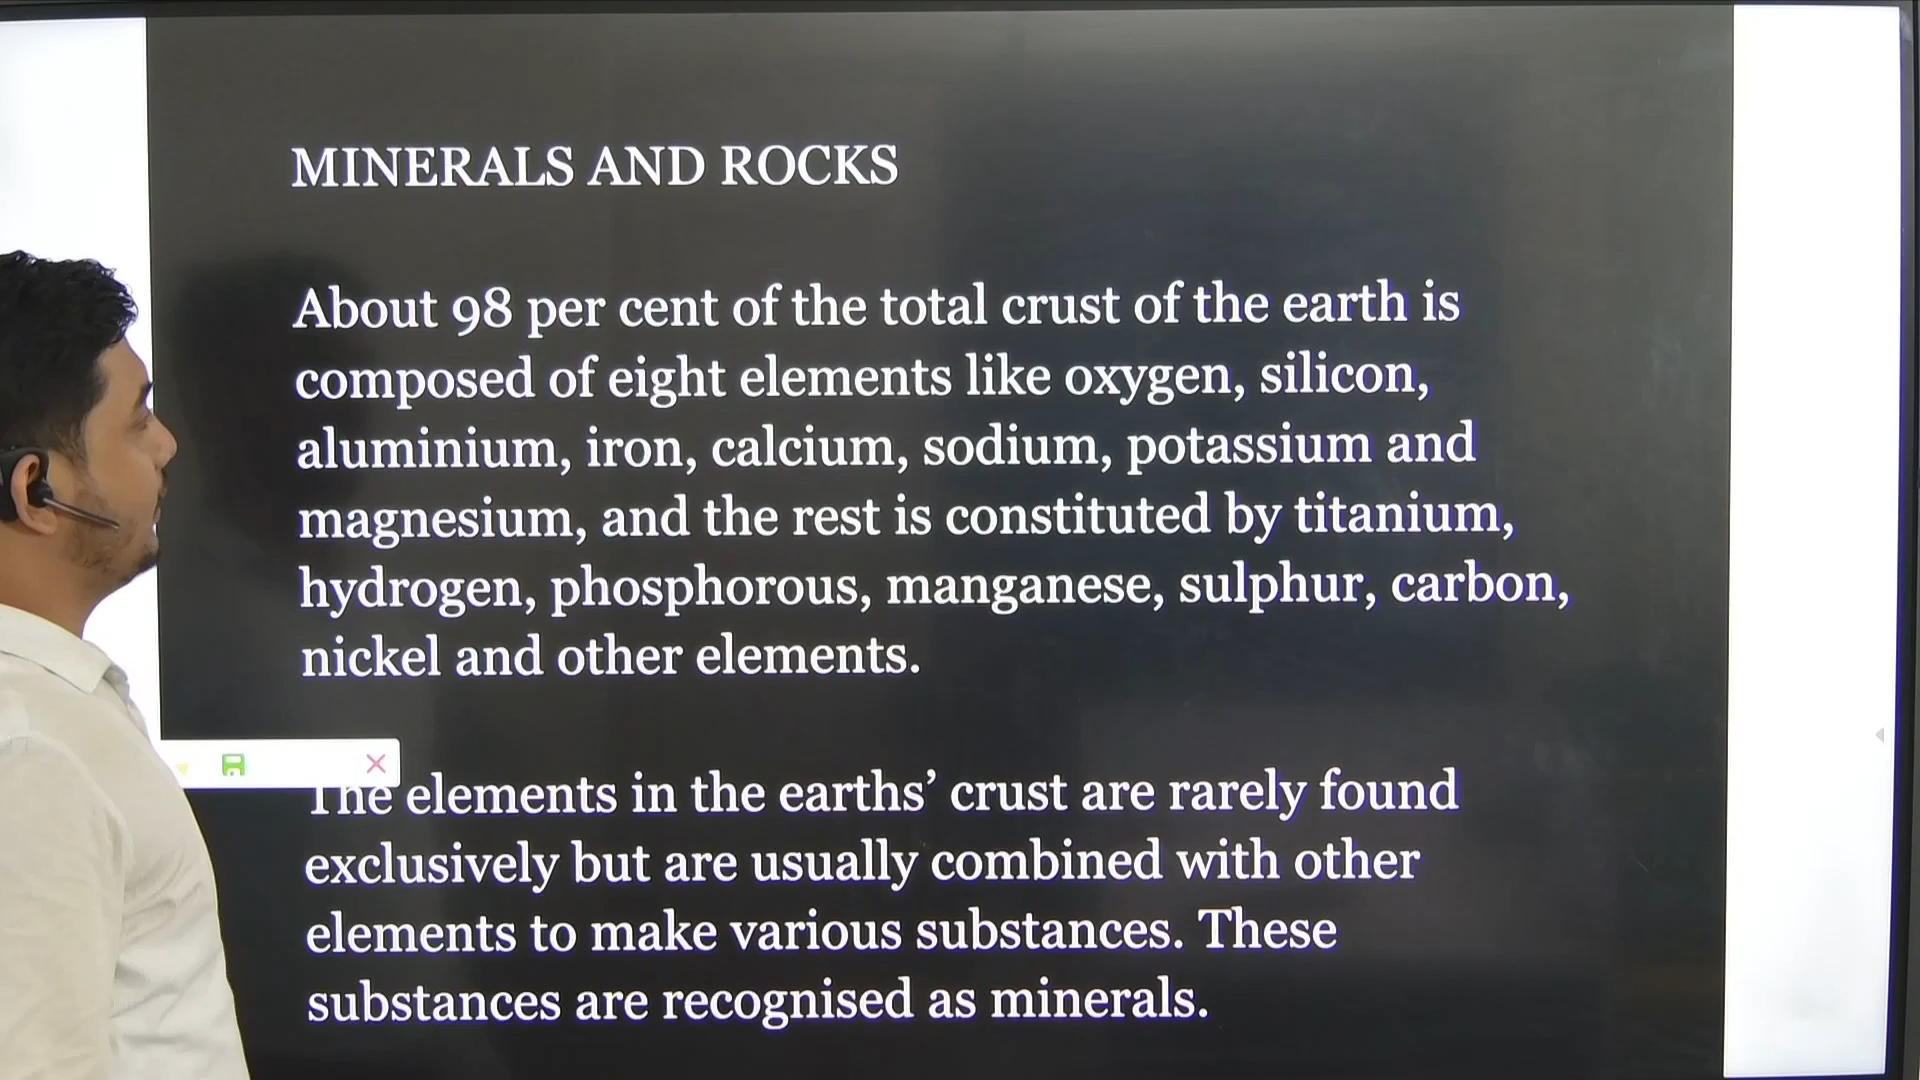 MINERALS AND ROCKS
About 98 per cent of the total crust of the earth is
composed of eight elements like oxygen, silicon,
aluminium, iron, calcium, sodium, potassium and
magnesium, and the rest is constituted by titanium,
hydrogen, phosphorous, manganese, sulphur, carbon,
nickel and other elements.
The elements in the earths’ crust are rarely found
exclusively but are usually combined with other
elements to make various substances. These
substances are recognised as minerals.